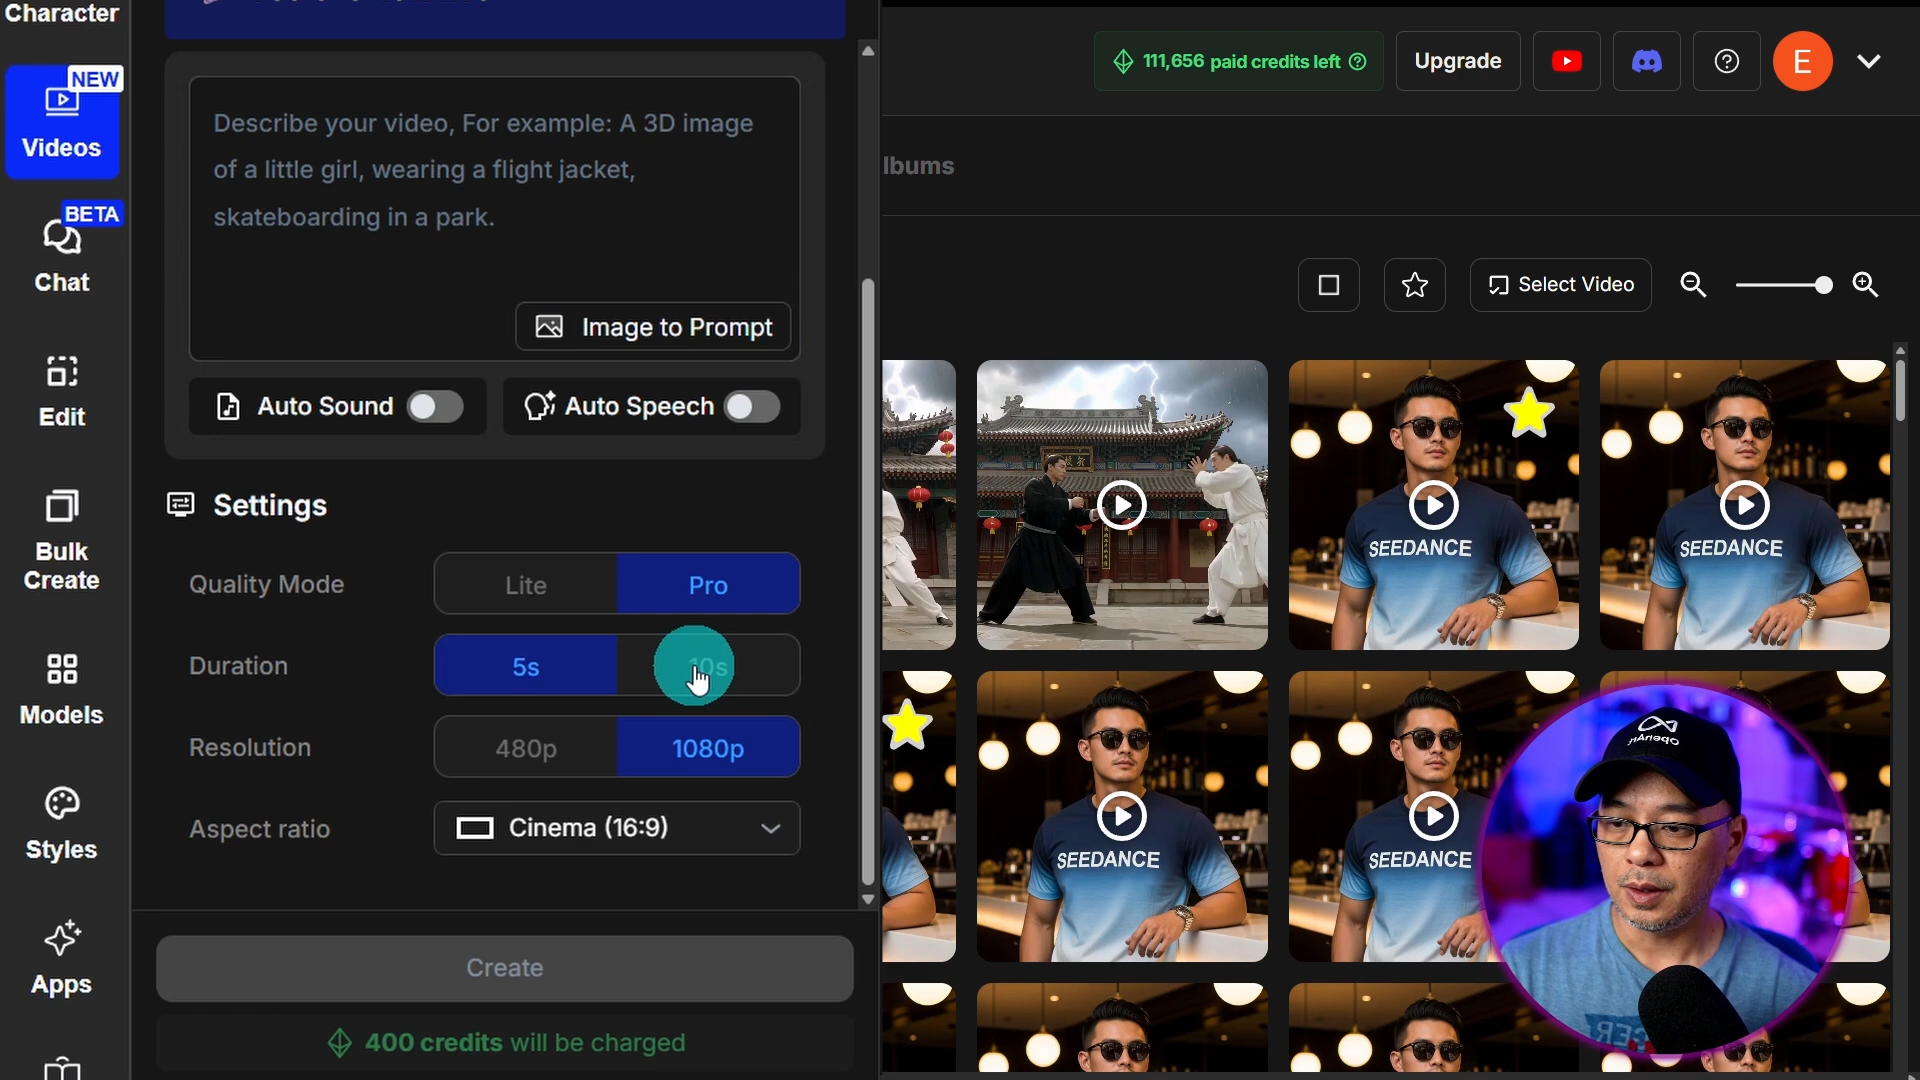 Character
NEW
Videos
BETA
Chat
Edit
Bulk
Create
Models
Styles
Apps
Describe your video, For example: A 3D image
of a little girl, wearing a flight jacket,
skateboarding in a park.
Image to Prompt
Auto Sound
Auto Speech
Settings
Quality Mode
Lite
Pro
Duration
5s
10s
Resolution
480p
1080p
Aspect ratio
Cinema (16:9)
Create
400 credits will be charged
111,656 paid credits left
Upgrade
E
lbums
Select Video
SEEDANCE
SEEDANCE
SEEDANCE
SEEDANCE
OpenArt